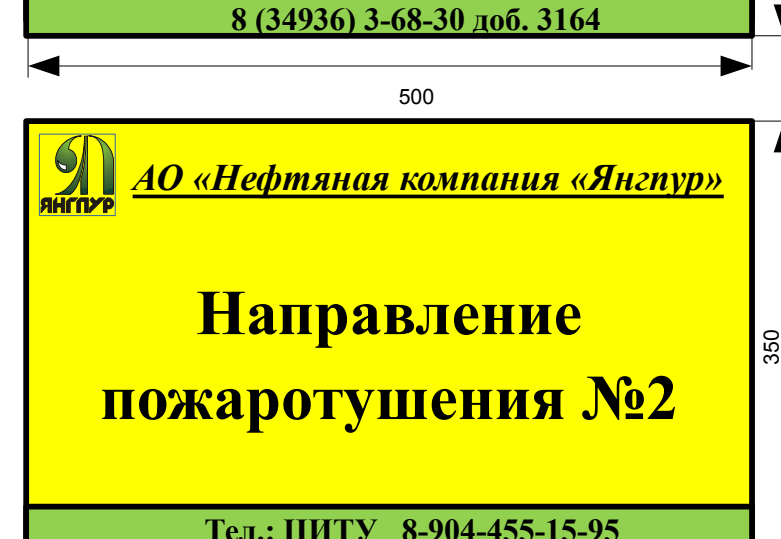 8 (34936) 3-68-30 доб. 3164
500
ЯНГПУР
АО «Нефтяная компания «Янгпур»
Направление
пожаротушения №2
350
Тел.: ЦИТУ 8-904-455-15-95